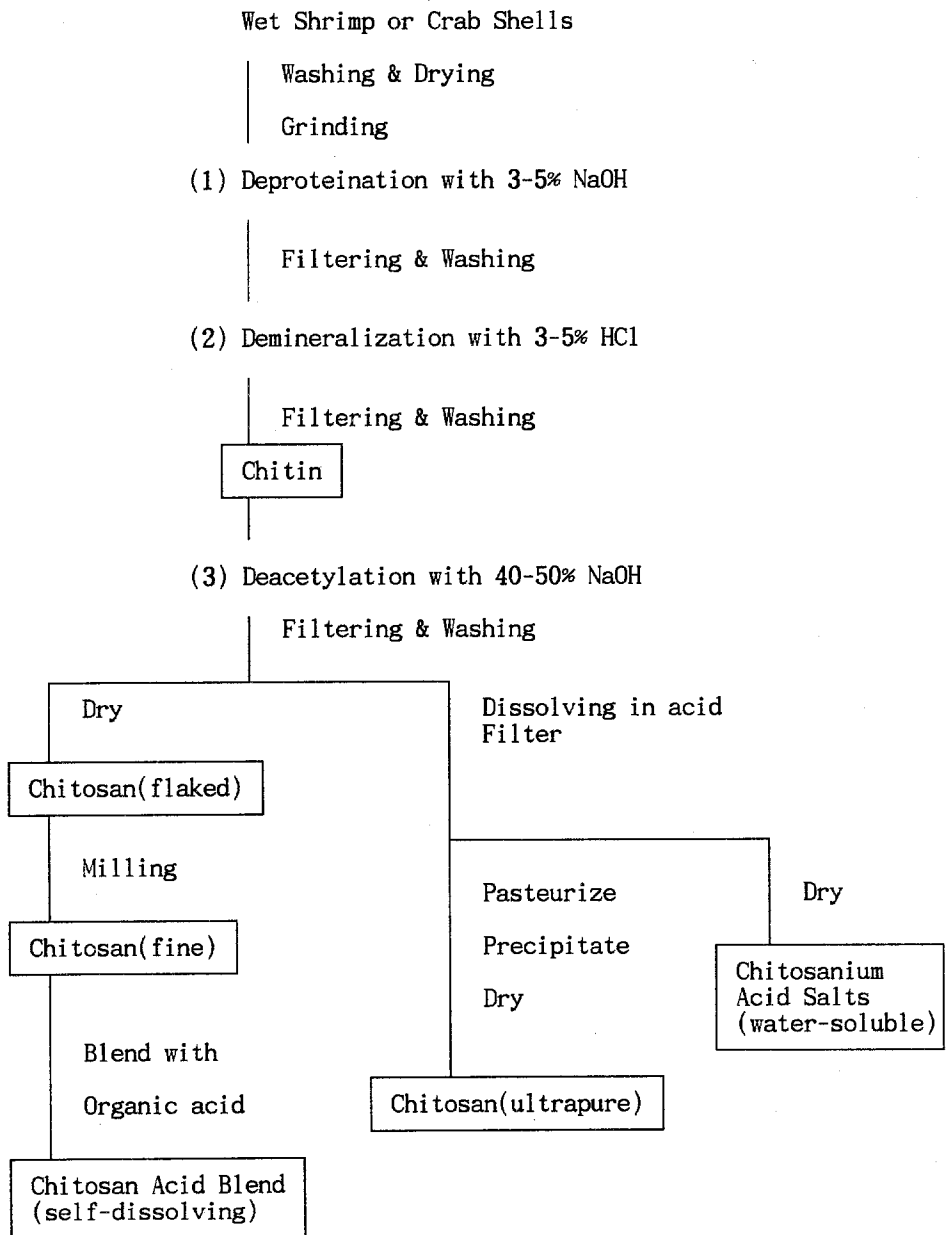 Wet Shrimp or Crab Shells
Washing & Drying
Grinding
(1) Deproteination with 3-5% NaOH
Filtering & Washing
(2) Demineralization with 3-5% HCl
Filtering & Washing
Chitin
(3) Deacetylation with 40-50% NaOH
Filtering & Washing
Dry
Chitosan(flaked)
Milling
Chitosan(fine)
Blend with
Organic acid
Chitosan Acid Blend
(self-dissolving)
Dissolving in acid
Filter
Pasteurize
Precipitate
Dry
Chitosan(ultrapure)
Dry
Chitosanium
Acid Salts
(water-soluble)